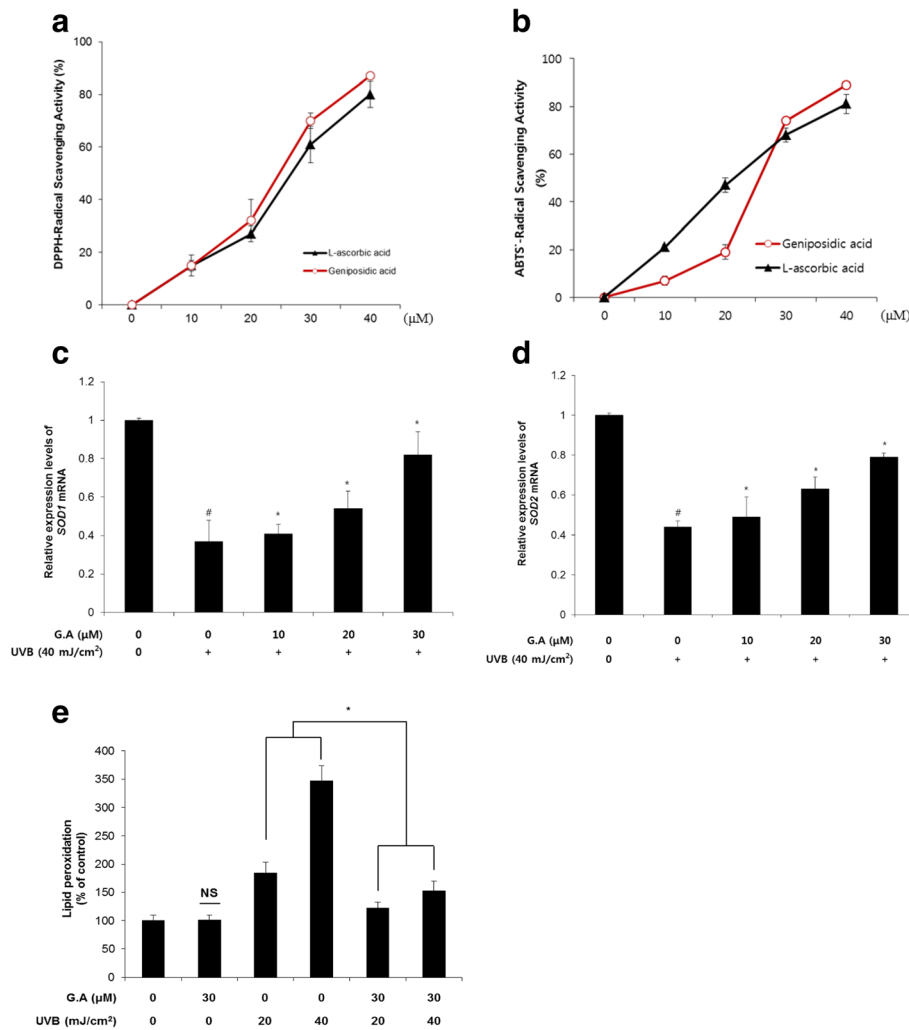 a
DPPH-Radical Scavenging Activity (%)
100
80
60
40
20
0
L-ascorbic acid
Geniposidic acid
0 10 20 30 40 (μM)
b
ABTS⁻-Radical Scavenging Activity
(%)
100
80
60
40
20
0
Geniposidic acid
L-ascorbic acid
0 10 20 30 40 (μM)
c
Relative expression levels of
SOD1 mRNA
1.2
1
0.8
0.6
0.4
0.2
0
# * * *
G.A (μM) 0 0 10 20 30
UVB (40 mJ/cm²) 0 + + + +
d
Relative expression levels of
SOD2 mRNA
1.2
1
0.8
0.6
0.4
0.2
0
# * * *
G.A (μM) 0 0 10 20 30
UVB (40 mJ/cm²) 0 + + + +
e
Lipid peroxidation
(% of control)
400
350
300
250
200
150
100
50
0
NS
*
G.A (μM) 0 30 0 0 30 30
UVB (mJ/cm²) 0 0 20 40 20 40